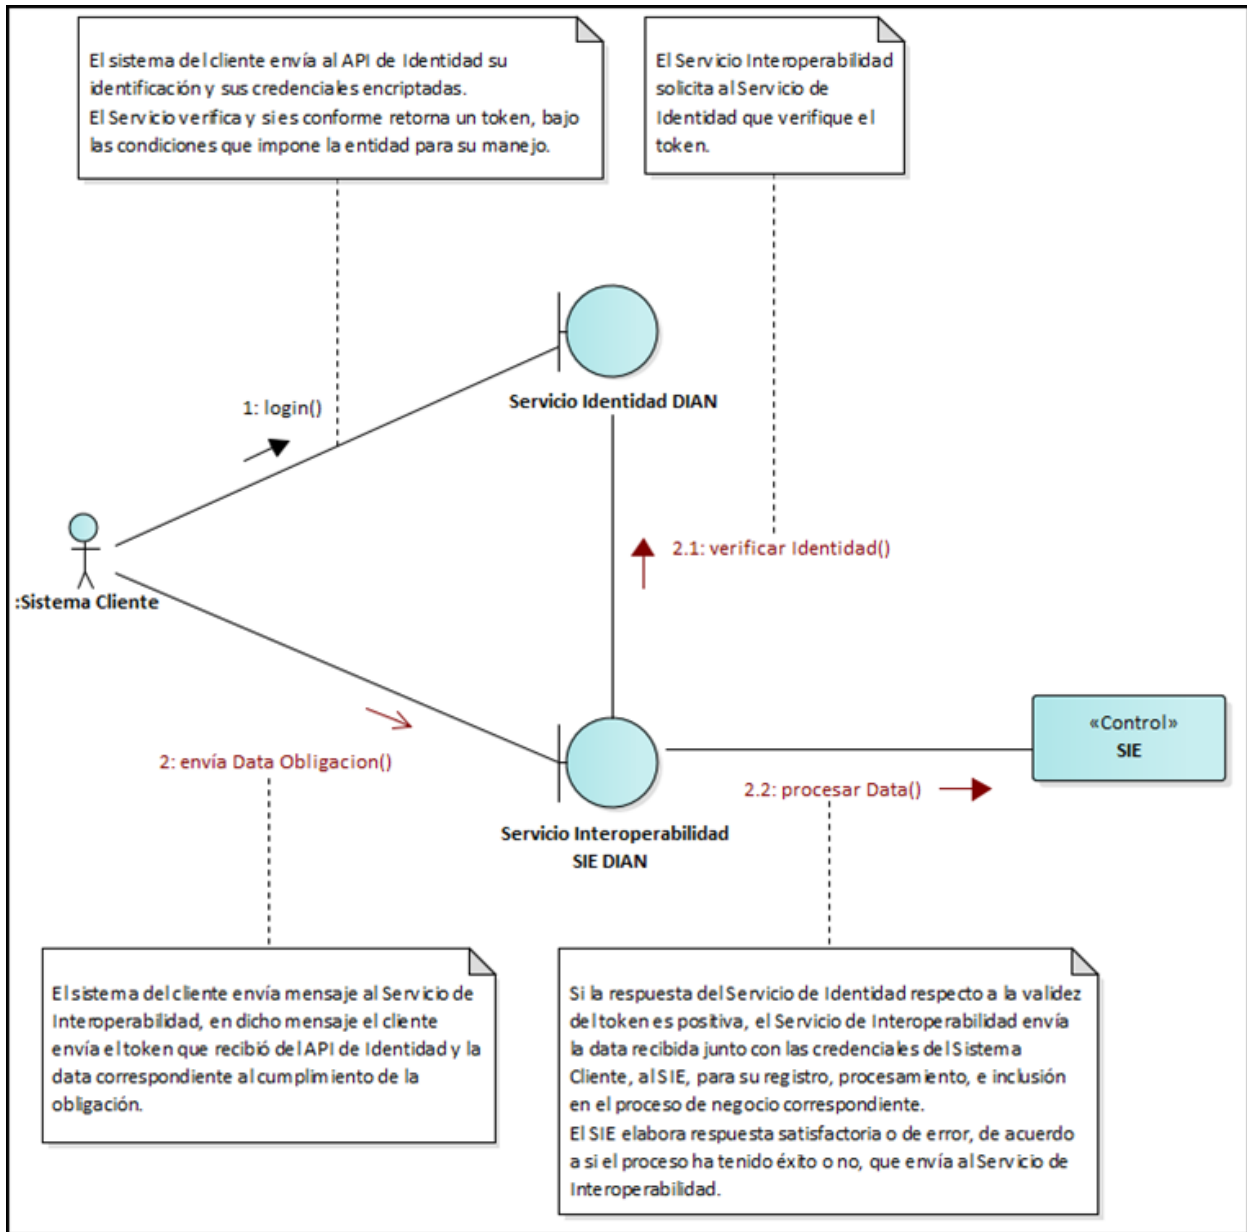 El sistema del cliente envía al API de Identidad su
identificación y sus credenciales encriptadas.
El Servicio verifica y si es conforme retorna un token, bajo
las condiciones que impone la entidad para su manejo.
El Servicio Interoperabilidad
solicita al Servicio de
Identidad que verifique el
token.
1: login()
Servicio Identidad DIAN
2.1: verificar Identidad()
:Sistema Cliente
2: envía Data Obligacion()
«Control»
SIE
2.2: procesar Data()
Servicio Interoperabilidad
SIE DIAN
El sistema del cliente envía mensaje al Servicio de
Interoperabilidad, en dicho mensaje el cliente
envía el token que recibió del API de Identidad y la
data correspondiente al cumplimiento de la
obligación.
Si la respuesta del Servicio de Identidad respecto a la validez
del token es positiva, el Servicio de Interoperabilidad envía
la data recibida junto con las credenciales del Sistema
Cliente, al SIE, para su registro, procesamiento, e inclusión
en el proceso de negocio correspondiente.
El SIE elabora respuesta satisfactoria o de error, de acuerdo
a si el proceso ha tenido éxito o no, que envía al Servicio de
Interoperabilidad.